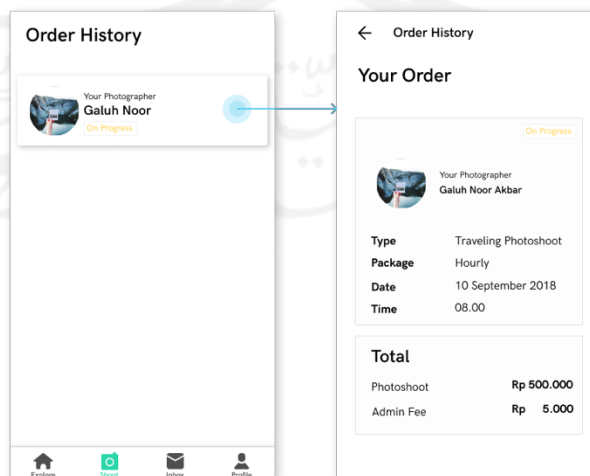 Order History
Your Photographer
Galuh Noor
On Progress
Explore
Shoot
Inbox
Profile
Order History
Your Order
On Progress
Your Photographer
Galuh Noor Akbar
Type Traveling Photoshoot
Package Hourly
Date 10 September 2018
Time 08.00
Total
Photoshoot Rp 500.000
Admin Fee Rp 5.000